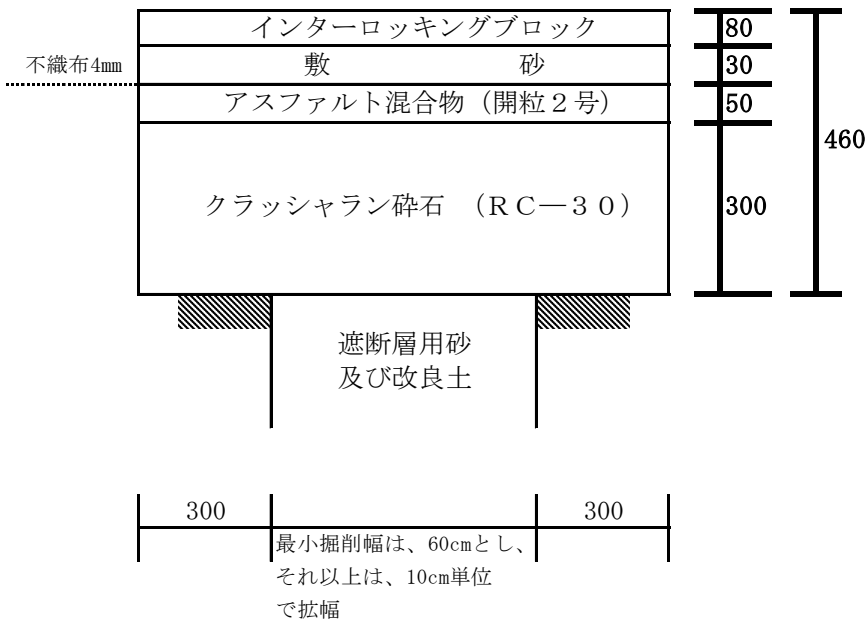 インターロッキングブロック
80
不織布4mm
敷　　　砂
30
アスファルト混合物（開粒２号）
50
460
クラッシャラン砕石　（ＲＣ―３０）
300
遮断層用砂
及び改良土
300
300
最小掘削幅は、60cmとし、
それ以上は、10cm単位
で拡幅